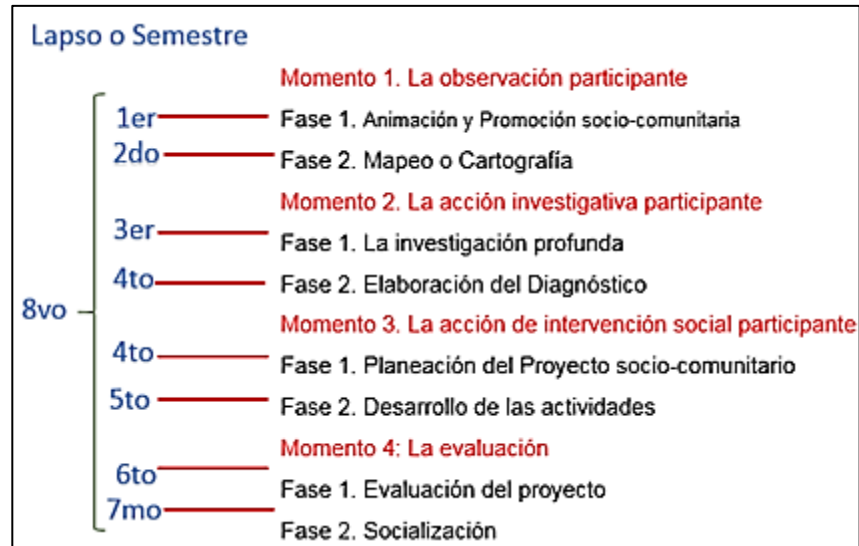 Lapso o Semestre
Momento 1. La observación participante
1er Fase 1. Animación y Promoción socio-comunitaria
2do Fase 2. Mapeo o Cartografía
Momento 2. La acción investigativa participante
3er Fase 1. La investigación profunda
4to Fase 2. Elaboración del Diagnóstico
8vo
Momento 3. La acción de intervención social participante
4to Fase 1. Planeación del Proyecto socio-comunitario
5to Fase 2. Desarrollo de las actividades
Momento 4: La evaluación
6to Fase 1. Evaluación del proyecto
7mo Fase 2. Socialización